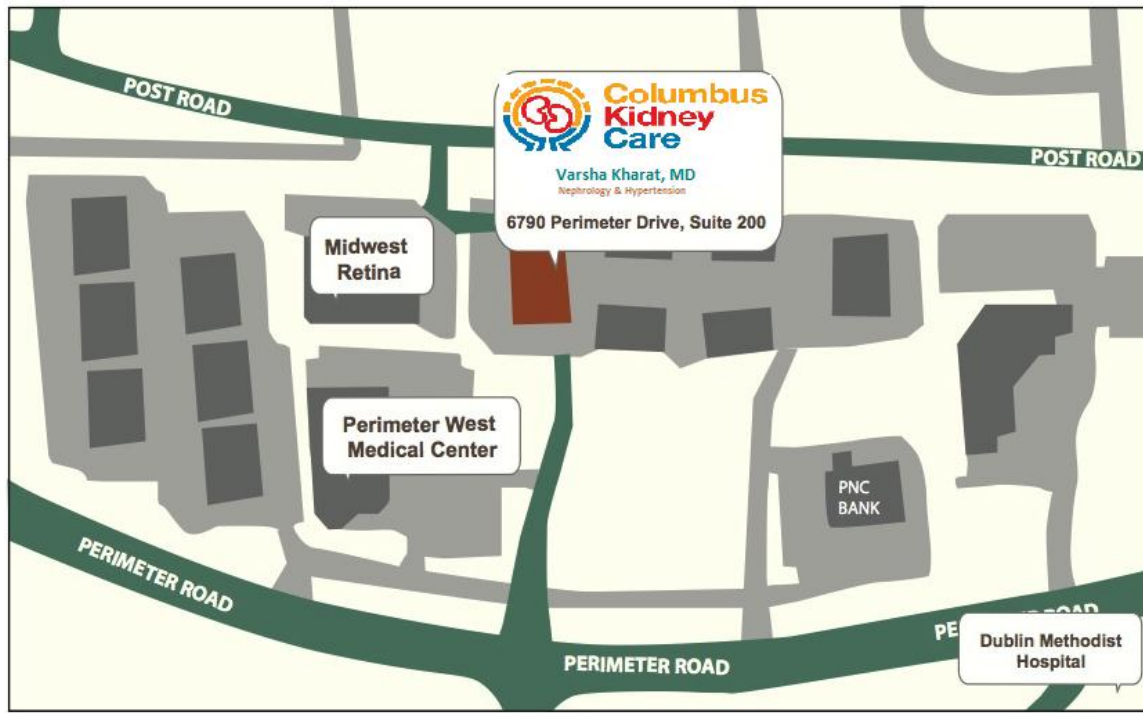 POST ROAD
Columbus
Kidney
Care
Varsha Kharat, MD
Nephrology & Hypertension
6790 Perimeter Drive, Suite 200
POST ROAD
Midwest
Retina
Perimeter West
Medical Center
PNC
BANK
PERIMETER ROAD
PERIMETER ROAD
ROAD
Dublin Methodist
Hospital